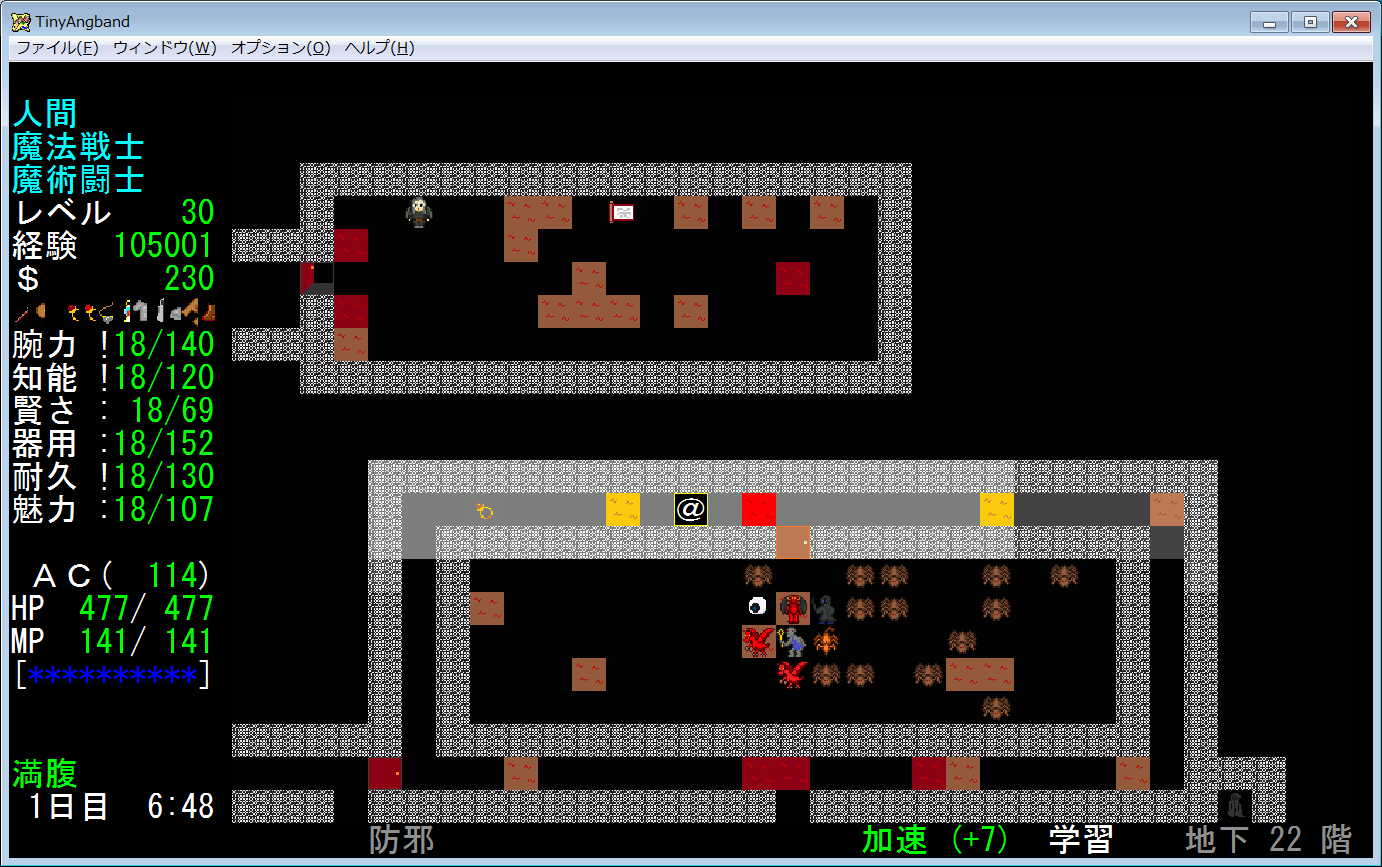 TinyAngband
ファイル(F) ウィンドウ(W) オプション(O) ヘルプ(H)
人間
魔法戦士
魔術闘士
レベル 30
経験 105001
$ 230
腕力 !18/140
知能 !18/120
賢さ : 18/69
器用 :18/152
耐久 !18/130
魅力 :18/107
@
ＡＣ( 114)
HP 477/ 477
MP 141/ 141
[**********]
満腹
1日目 6:48
防邪 加速 (+7) 学習 地下 22 階